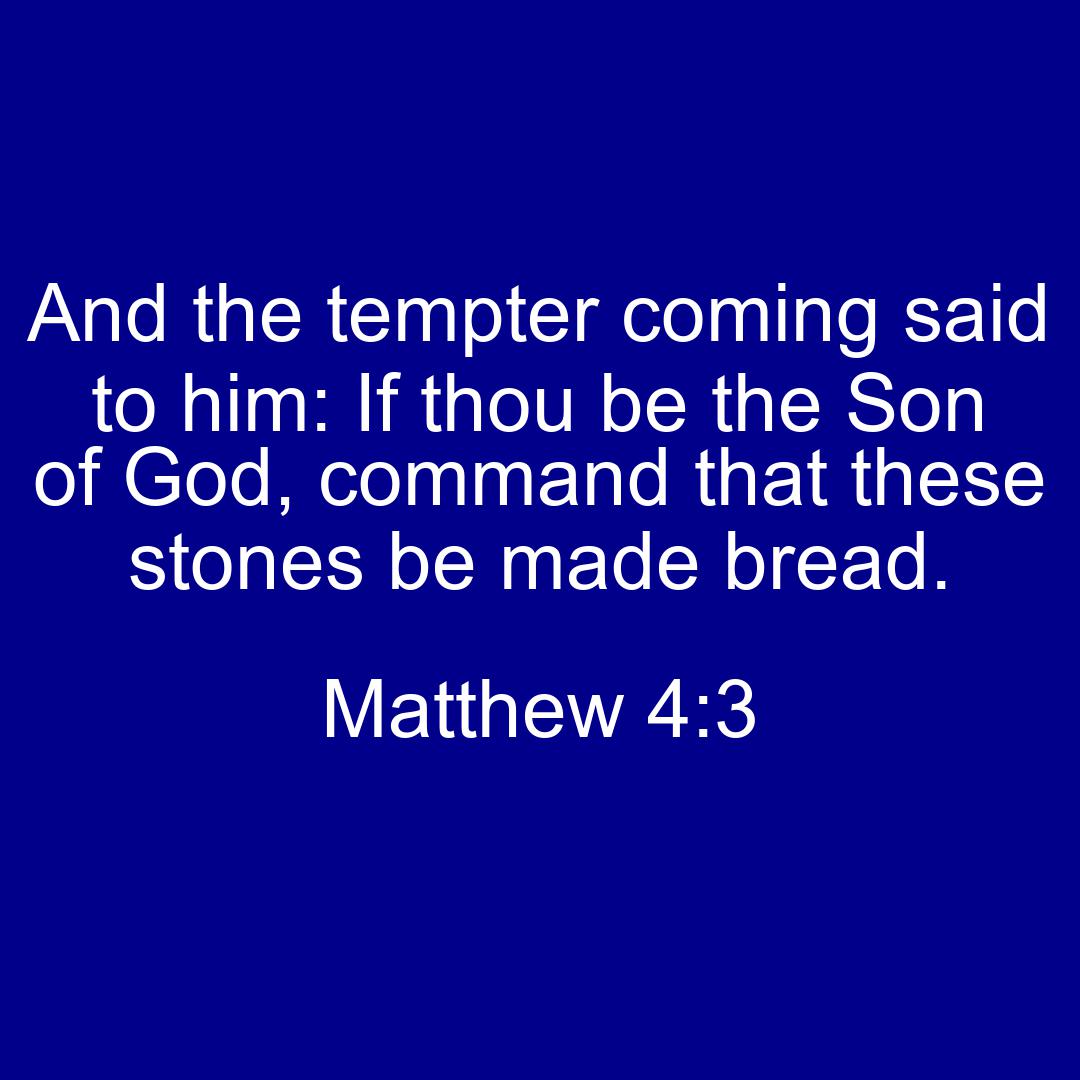 And the tempter coming said
to him: If thou be the Son
of God, command that these
stones be made bread.
Matthew 4:3